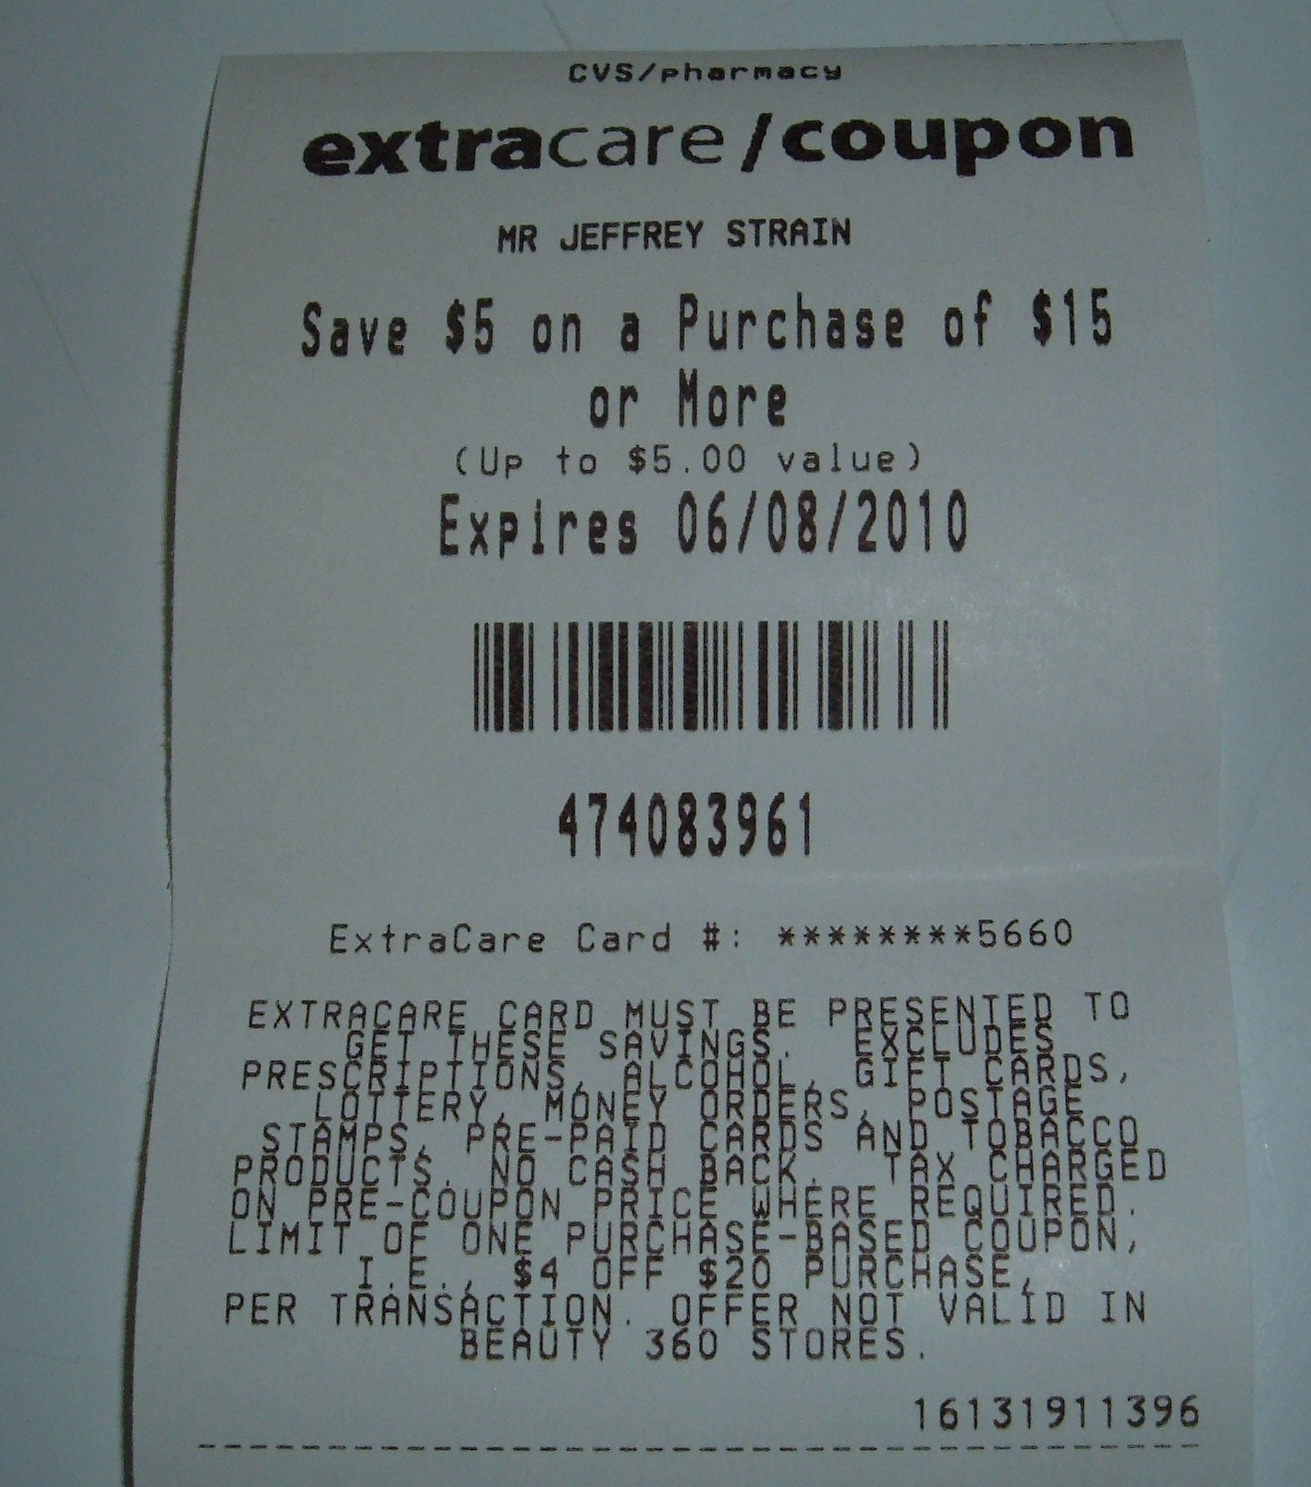 CVS/pharmacy
extracare/coupon
MR JEFFREY STRAIN
Save $5 on a Purchase of $15
or More
(Up to $5.00 value)
Expires 06/08/2010
474083961
ExtraCare Card #: ********5660
EXTRACARE CARD MUST BE PRESENTED TO
GET THESE SAVINGS. EXCLUDES
PRESCRIPTIONS, ALCOHOL, GIFT CARDS,
LOTTERY, MONEY ORDERS, POSTAGE
STAMPS, PRE-PAID CARDS AND TOBACCO
PRODUCTS. NO CASH BACK. TAX CHARGED
ON PRE-COUPON PRICE WHERE REQUIRED.
LIMIT OF ONE PURCHASE-BASED COUPON,
I.E., $4 OFF $20 PURCHASE,
PER TRANSACTION. OFFER NOT VALID IN
BEAUTY 360 STORES.
16131911396